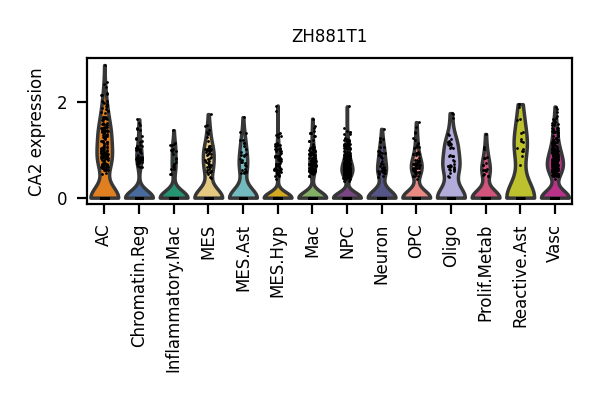 ZH881T1
CA2 expression
2
0
AC
Chromatin.Reg
Inflammatory.Mac
MES
MES.Ast
MES.Hyp
Mac
NPC
Neuron
OPC
Oligo
Prolif.Metab
Reactive.Ast
Vasc